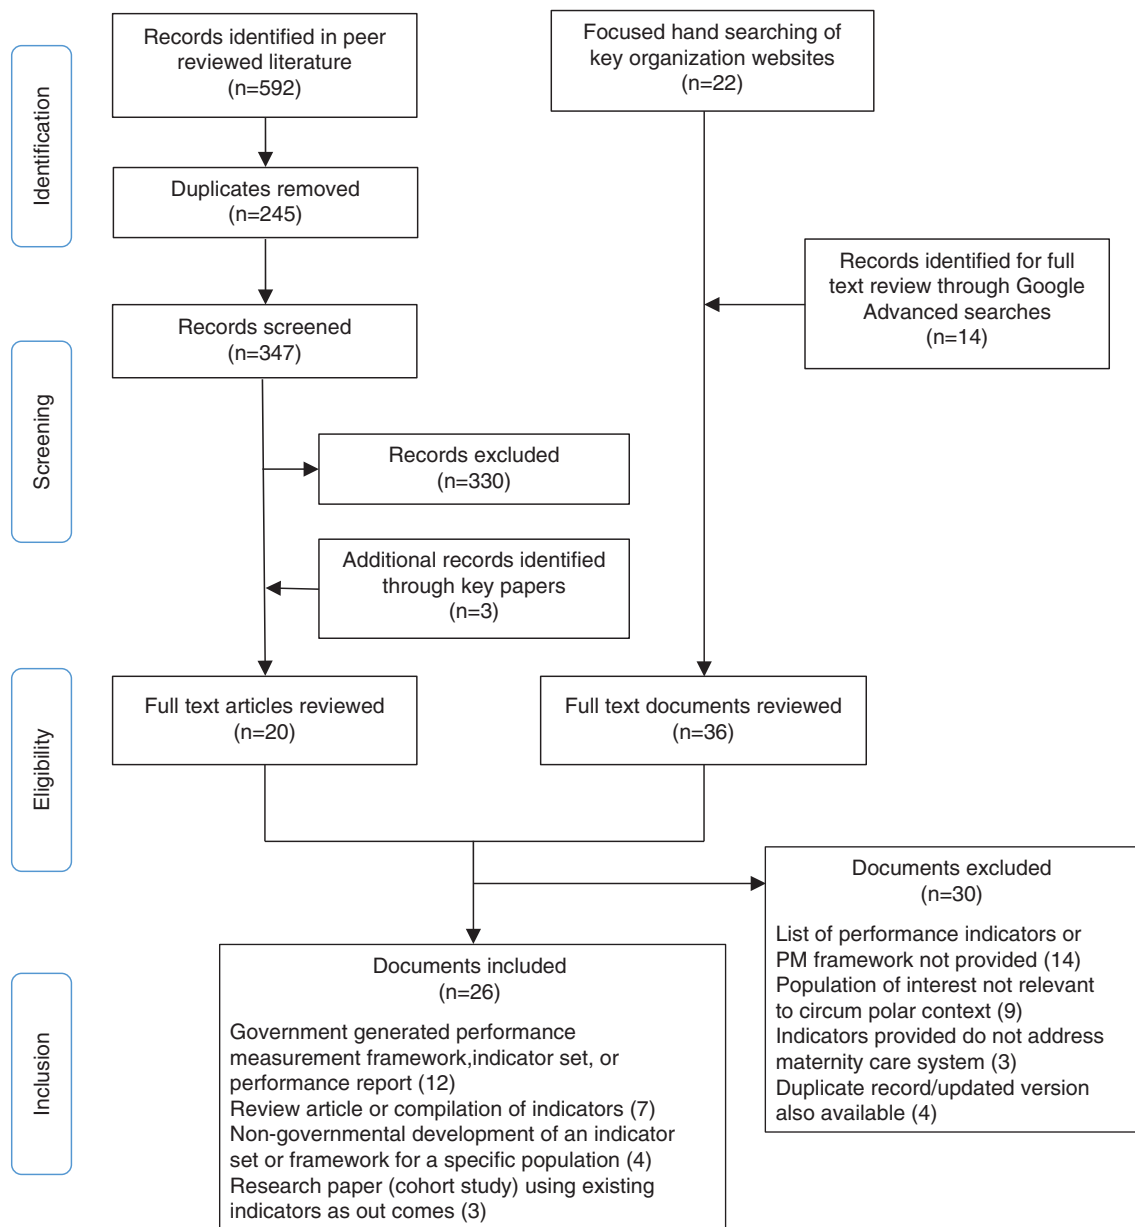 Identification
Records identified in peer
reviewed literature
(n=592)
Focused hand searching of
key organization websites
(n=22)
Duplicates removed
(n=245)
Records identified for full
text review through Google
Advanced searches
(n=14)
Screening
Records screened
(n=347)
Records excluded
(n=330)
Additional records identified
through key papers
(n=3)
Eligibility
Full text articles reviewed
(n=20)
Full text documents reviewed
(n=36)
Documents excluded
(n=30)
List of performance indicators or
PM framework not provided (14)
Population of interest not relevant
to circum polar context (9)
Indicators provided do not address
maternity care system (3)
Duplicate record/updated version
also available (4)
Inclusion
Documents included
(n=26)
Government generated performance
measurement framework,indicator set, or
performance report (12)
Review article or compilation of indicators (7)
Non-governmental development of an indicator
set or framework for a specific population (4)
Research paper (cohort study) using existing
indicators as out comes (3)